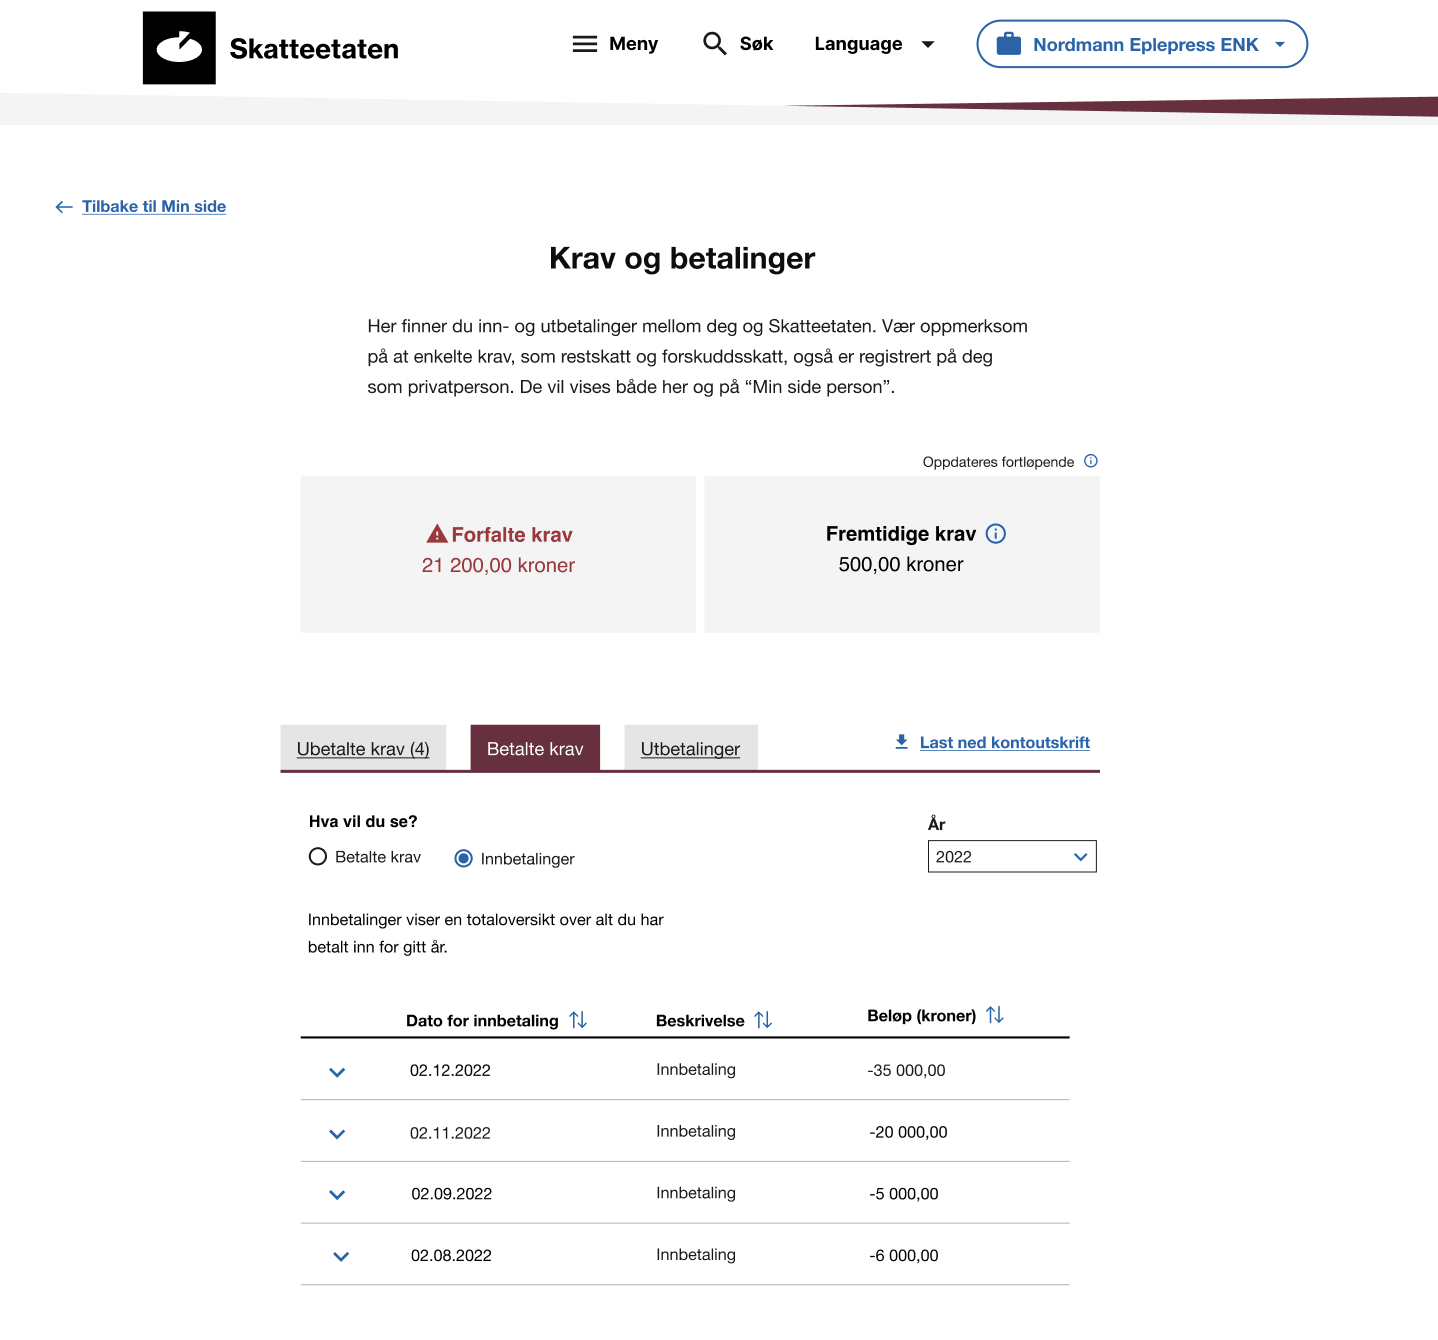 Skatteetaten
Meny
Søk
Language
Nordmann Eplepress ENK
Tilbake til Min side
Krav og betalinger
Her finner du inn- og utbetalinger mellom deg og Skatteetaten. Vær oppmerksom
på at enkelte krav, som restskatt og forskuddsskatt, også er registrert på deg
som privatperson. De vil vises både her og på “Min side person”.
Oppdateres fortløpende
Forfalte krav
21 200,00 kroner
Fremtidige krav
500,00 kroner
Ubetalte krav (4)
Betalte krav
Utbetalinger
Last ned kontoutskrift
Hva vil du se?
Betalte krav
Innbetalinger
År
2022
Innbetalinger viser en totaloversikt over alt du har
betalt inn for gitt år.
Dato for innbetaling Beskrivelse Beløp (kroner)
02.12.2022 Innbetaling -35 000,00
02.11.2022 Innbetaling -20 000,00
02.09.2022 Innbetaling -5 000,00
02.08.2022 Innbetaling -6 000,00